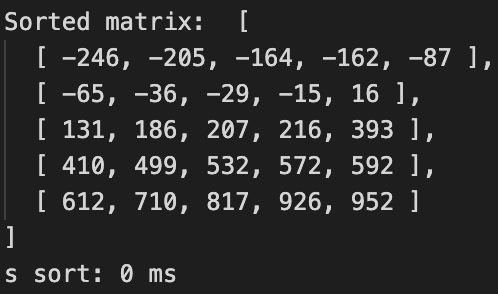 Sorted matrix:  [
  [ -246, -205, -164, -162, -87 ],
  [ -65, -36, -29, -15, 16 ],
  [ 131, 186, 207, 216, 393 ],
  [ 410, 499, 532, 572, 592 ],
  [ 612, 710, 817, 926, 952 ]
]
s sort: 0 ms